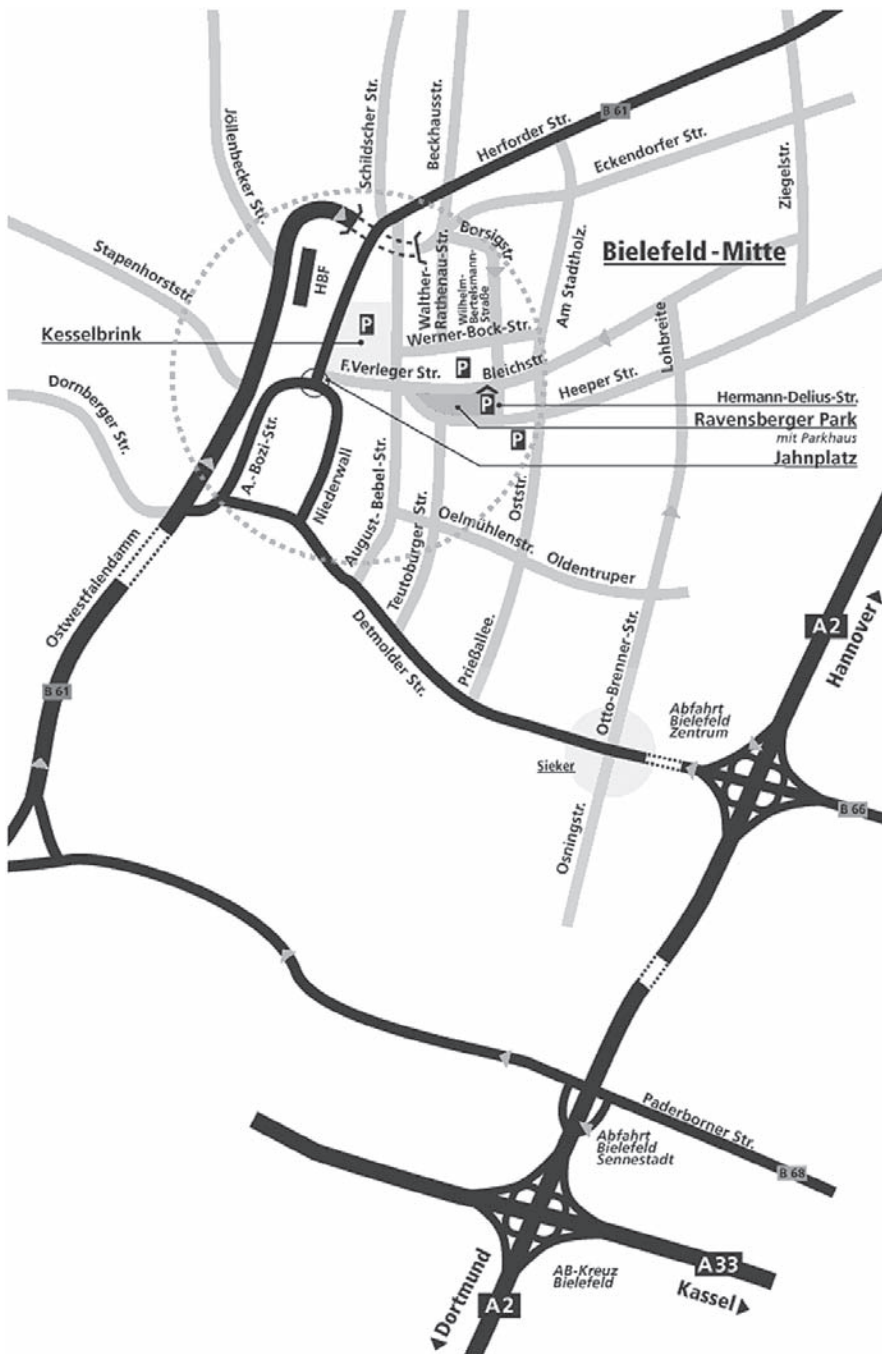 Jöllenbecker Str.
Schildscher Str.
Beckhausstr.
Herforder Str.
B 61
Eckendorfer Str.
Ziegelstr.
Stapenhorststr.
HBF
Walther-
Rathenau-Str.
Borsigstr.
Wilhelm-
Bertelsmann-
Straße
Am Stadtholz.
Bielefeld-Mitte
Kesselbrink
P
Werner-Bock-Str.
Lohbreite
Dornberger Str.
F.Verleger Str.
P
Bleichstr.
Heeper Str.
P
Hermann-Delius-Str.
Ravensberger Park
mit Parkhaus
Jahnplatz
P
A.-Bozi-Str.
Niederwall
August-Bebel-Str.
Teutoburger Str.
Oststr.
Oelmühlenstr.
Oldentruper
Ostwestfalendamm
Detmolder Str.
Prießallee.
Otto-Brenner-Str.
A2
Hannover
B 61
Abfahrt
Bielefeld
Zentrum
Sieker
B 66
Osningstr.
Paderborner Str.
Abfahrt
Bielefeld
Sennestadt
B 68
AB-Kreuz
Bielefeld
A33
Kassel
Dortmund
A2